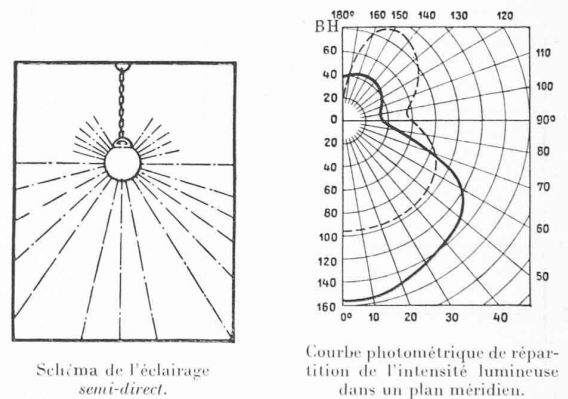 Schéma de l'éclairage
semi-direct.
180° 160 150 140 130 120
BH
80
60
40
20
0
20
40
60
80
100
120
140
160
110
100
90°
80
70
60
50
0° 10 20 30 40
Courbe photométrique de répar-
tition de l'intensité lumineuse
dans un plan méridien.